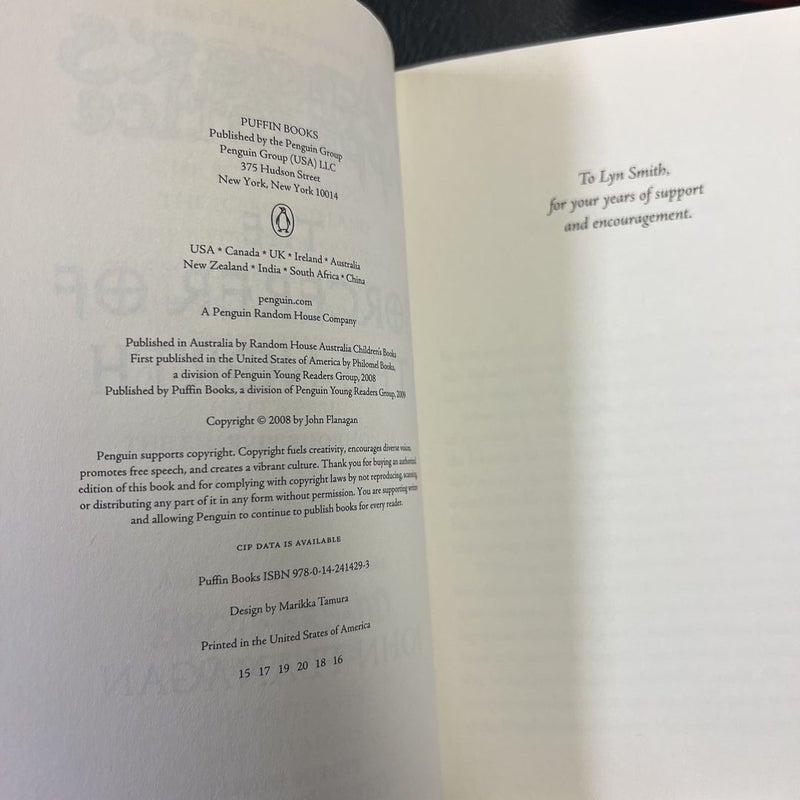 PUFFIN BOOKS
Published by the Penguin Group
Penguin Group (USA) LLC
375 Hudson Street
New York, New York 10014
USA * Canada * UK * Ireland * Australia
New Zealand * India * South Africa * China
penguin.com
A Penguin Random House Company
Published in Australia by Random House Australia Children's Books
First published in the United States of America by Philomel Books,
a division of Penguin Young Readers Group, 2008
Published by Puffin Books, a division of Penguin Young Readers Group, 2009
Copyright © 2008 by John Flanagan
Penguin supports copyright. Copyright fuels creativity, encourages diverse voices,
promotes free speech, and creates a vibrant culture. Thank you for buying an authorized
edition of this book and for complying with copyright laws by not reproducing, scanning,
or distributing any part of it in any form without permission. You are supporting writers
and allowing Penguin to continue to publish books for every reader.
CIP DATA IS AVAILABLE
Puffin Books ISBN 978-0-14-241429-3
Design by Marikka Tamura
Printed in the United States of America
15 17 19 20 18 16
To Lyn Smith,
for your years of support
and encouragement.